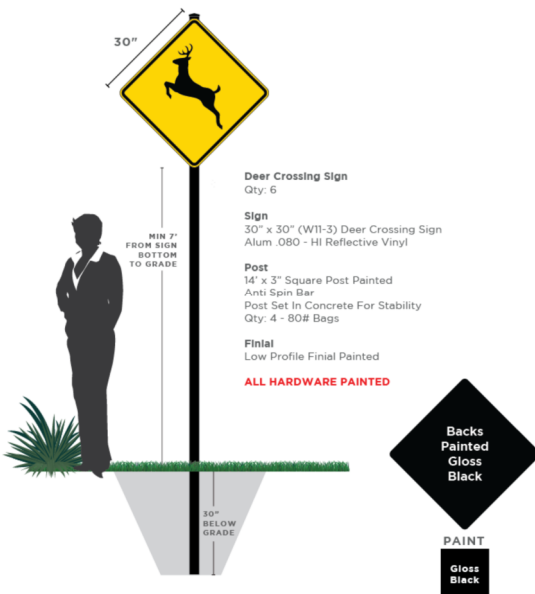 30"
MIN 7'
FROM SIGN
BOTTOM
TO GRADE
Deer Crossing Sign
Qty: 6
Sign
30" x 30" (W11-3) Deer Crossing Sign
Alum .080 - HI Reflective Vinyl
Post
14' x 3" Square Post Painted
Anti Spin Bar
Post Set In Concrete For Stability
Qty: 4 - 80# Bags
Finial
Low Profile Finial Painted
ALL HARDWARE PAINTED
Backs
Painted
Gloss
Black
30"
BELOW
GRADE
PAINT
Gloss
Black